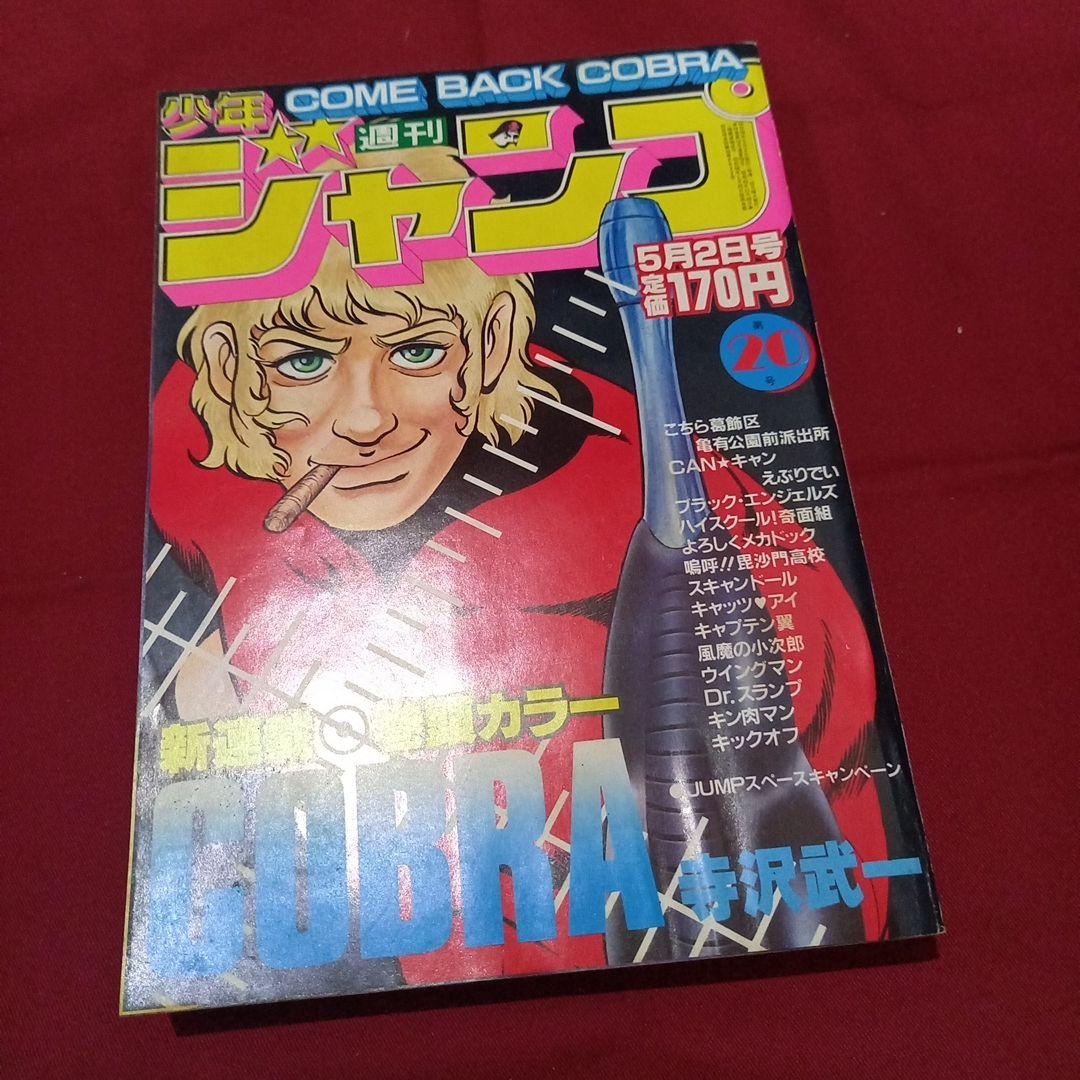 COME BACK COBRA
少年
週刊
ジャンプ
5月2日号
定価170円
第
20
号
こちら葛飾区
亀有公園前派出所
CAN★キャン
えぶりでい
ブラック・エンジェルズ
ハイスクール!奇面組
よろしくメカドック
嗚呼!!毘沙門高校
スキャンドール
キャッツ♥アイ
キャプテン翼
風魔の小次郎
ウイングマン
Dr.スランプ
キン肉マン
キックオフ
●JUMPスペースキャンペーン
新連載 巻頭カラー
COBRA
寺沢武一